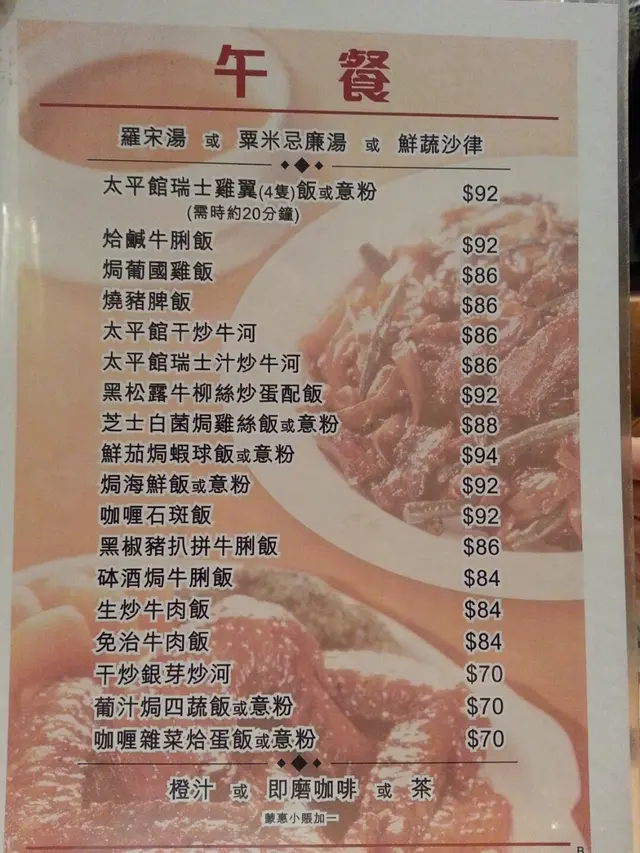 午餐
羅宋湯 或 粟米忌廉湯 或 鮮蔬沙律
太平館瑞士雞翼(4隻)飯或意粉 $92
(需時約20分鐘)
烚鹹牛脷飯 $92
焗葡國雞飯 $86
燒豬脾飯 $86
太平館干炒牛河 $86
太平館瑞士汁炒牛河 $86
黑松露牛柳絲炒蛋配飯 $92
芝士白菌焗雞絲飯或意粉 $88
鮮茄焗蝦球飯或意粉 $94
焗海鮮飯或意粉 $92
咖喱石斑飯 $92
黑椒豬扒拼牛脷飯 $86
砵酒焗牛脷飯 $84
生炒牛肉飯 $84
免治牛肉飯 $84
干炒銀芽炒河 $70
葡汁焗四蔬飯或意粉 $70
咖喱雜菜烚蛋飯或意粉 $70
橙汁 或 即磨咖啡 或 茶
蒙惠小賬加一
B